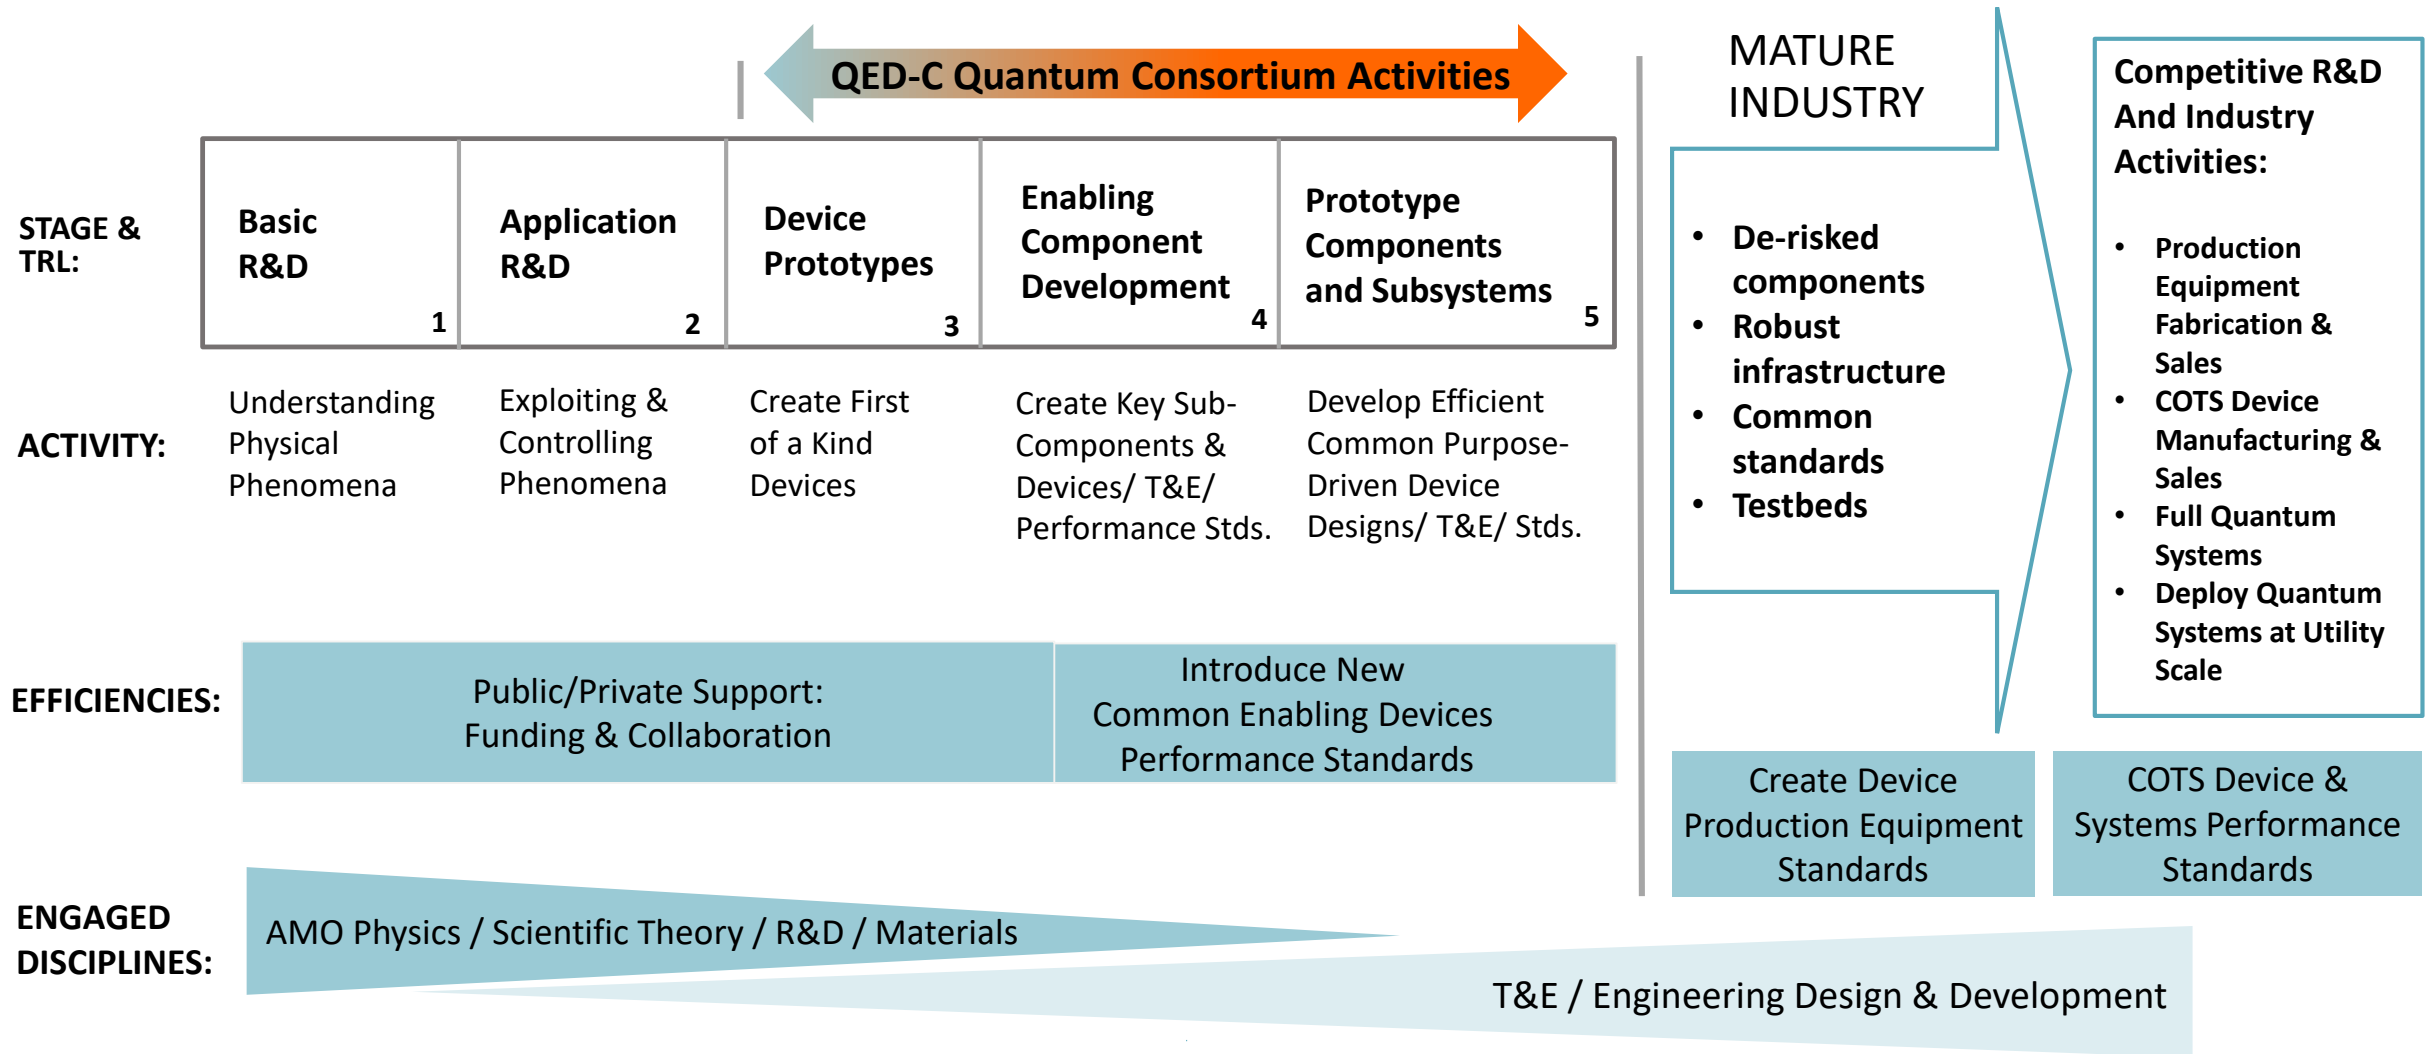 QED-C Quantum Consortium Activities
STAGE &
TRL:
Basic
R&D
1
Application
R&D
2
Device
Prototypes
3
Enabling
Component
Development
4
Prototype
Components
and Subsystems
5
ACTIVITY:
Understanding
Physical
Phenomena
Exploiting &
Controlling
Phenomena
Create First
of a Kind
Devices
Create Key Sub-
Components &
Devices/ T&E/
Performance Stds.
Develop Efficient
Common Purpose-
Driven Device
Designs/ T&E/ Stds.
EFFICIENCIES:
Public/Private Support:
Funding & Collaboration
Introduce New
Common Enabling Devices
Performance Standards
ENGAGED
DISCIPLINES:
AMO Physics / Scientific Theory / R&D / Materials
T&E / Engineering Design & Development
MATURE
INDUSTRY
• De-risked
components
• Robust
infrastructure
• Common
standards
• Testbeds
Competitive R&D
And Industry
Activities:
• Production
Equipment
Fabrication &
Sales
• COTS Device
Manufacturing &
Sales
• Full Quantum
Systems
• Deploy Quantum
Systems at Utility
Scale
Create Device
Production Equipment
Standards
COTS Device &
Systems Performance
Standards